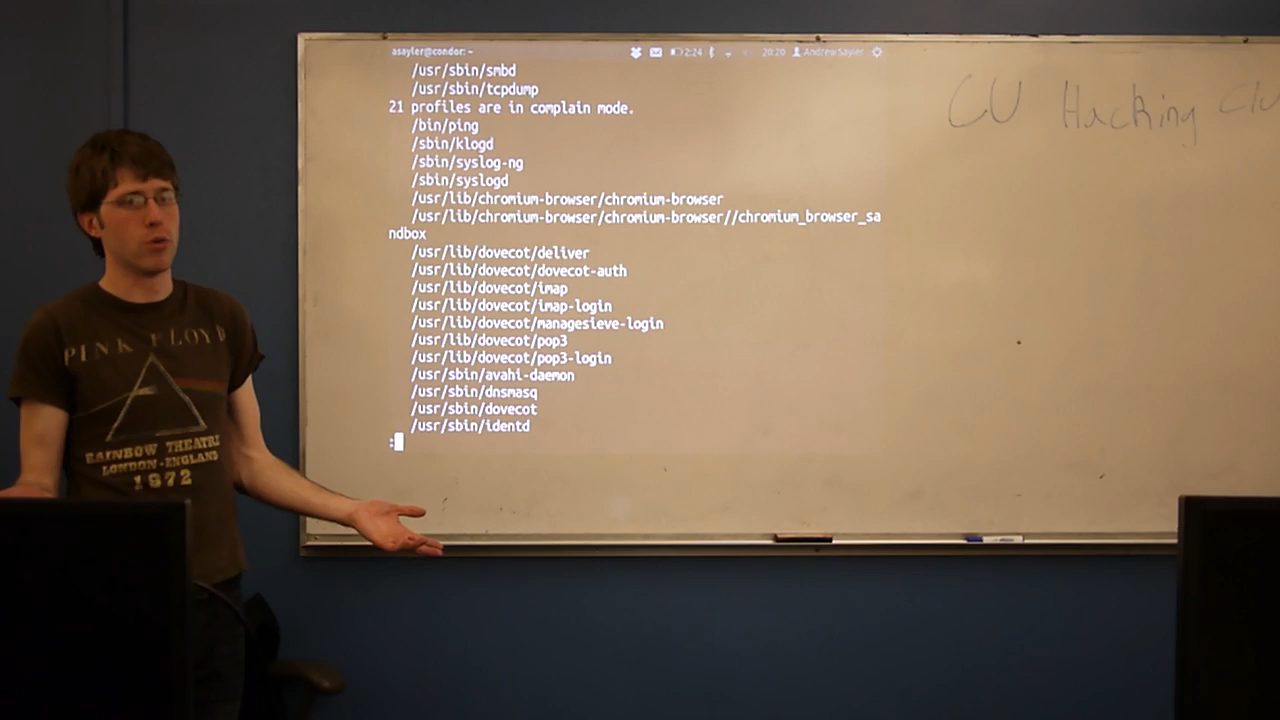 asayler@condor: ~
2:24
20:20
Andrew Sayler
/usr/sbin/smbd
/usr/sbin/tcpdump
21 profiles are in complain mode.
/bin/ping
/sbin/klogd
/sbin/syslog-ng
/sbin/syslogd
/usr/lib/chromium-browser/chromium-browser
/usr/lib/chromium-browser/chromium-browser//chromium_browser_sa
ndbox
/usr/lib/dovecot/deliver
/usr/lib/dovecot/dovecot-auth
/usr/lib/dovecot/imap
/usr/lib/dovecot/imap-login
/usr/lib/dovecot/managesieve-login
/usr/lib/dovecot/pop3
/usr/lib/dovecot/pop3-login
/usr/sbin/avahi-daemon
/usr/sbin/dnsmasq
/usr/sbin/dovecot
/usr/sbin/identd
:
CU Hacking Clu
PINK FLOYD
RAINBOW THEATRE
LONDON-ENGLAND
1972